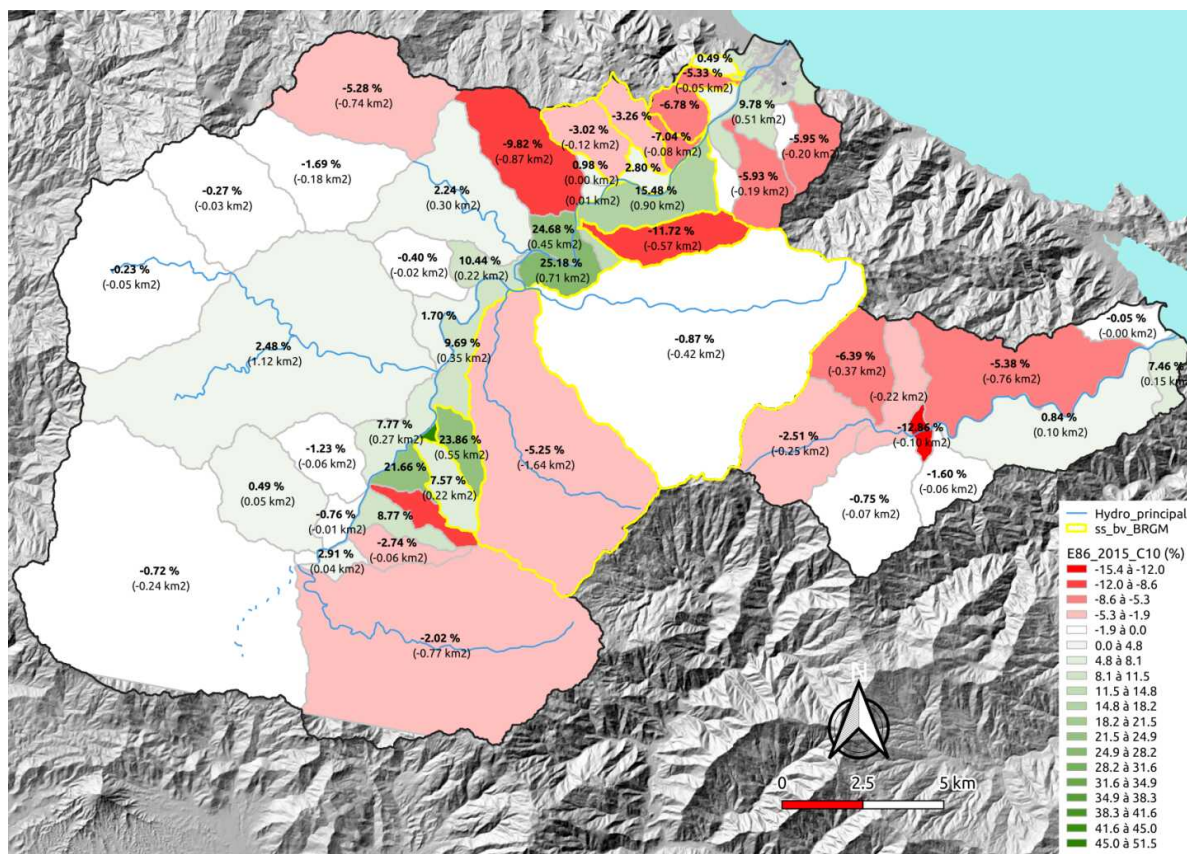 0.49 %
-5.33 %
(-0.05 km2)
-5.28 %
(-0.74 km2)
-3.26 %
-6.78 %
9.78 %
(0.51 km2)
-9.82 %
(-0.87 km2)
-3.02 %
(-0.12 km2)
-7.04 %
(-0.08 km2)
-5.95 %
(-0.20 km2)
-1.69 %
(-0.18 km2)
0.98 %
(0.00 km2)
2.80 %
-5.93 %
(-0.19 km2)
-0.27 %
(-0.03 km2)
2.24 %
(0.30 km2)
(0.01 km2)
15.48 %
(0.90 km2)
24.68 %
(0.45 km2)
-11.72 %
(-0.57 km2)
-0.40 %
(-0.02 km2)
10.44 %
(0.22 km2)
25.18 %
(0.71 km2)
-0.23 %
(-0.05 km2)
1.70 %
-0.05 %
(-0.00 km2)
2.48 %
(1.12 km2)
9.69 %
(0.35 km2)
-0.87 %
(-0.42 km2)
-6.39 %
(-0.37 km2)
-5.38 %
(-0.76 km2)
7.46 %
(0.15 km2)
(-0.22 km2)
0.84 %
(0.10 km2)
7.77 %
(0.27 km2)
23.86 %
(0.55 km2)
-5.25 %
(-1.64 km2)
-2.51 %
(-0.25 km2)
-12.86 %
(-0.10 km2)
-1.23 %
(-0.06 km2)
21.66 %
7.57 %
(0.22 km2)
-1.60 %
(-0.06 km2)
0.49 %
(0.05 km2)
-0.75 %
(-0.07 km2)
-0.76 %
(-0.01 km2)
8.77 %
-2.74 %
(-0.06 km2)
2.91 %
(0.04 km2)
-0.72 %
(-0.24 km2)
-2.02 %
(-0.77 km2)
N
0 2.5 5 km
Hydro_principal
ss_bv_BRGM
E86_2015_C10 (%)
-15.4 à -12.0
-12.0 à -8.6
-8.6 à -5.3
-5.3 à -1.9
-1.9 à 0.0
0.0 à 4.8
4.8 à 8.1
8.1 à 11.5
11.5 à 14.8
14.8 à 18.2
18.2 à 21.5
21.5 à 24.9
24.9 à 28.2
28.2 à 31.6
31.6 à 34.9
34.9 à 38.3
38.3 à 41.6
41.6 à 45.0
45.0 à 51.5